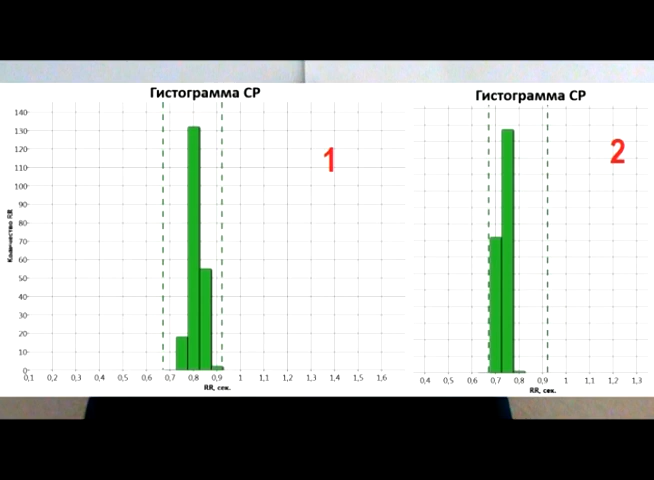 Гистограмма СР
Гистограмма СР
140
130
120
110
100
90
80
70
60
50
40
30
20
10
0
Количество RR
1
2
0,1 0,2 0,3 0,4 0,5 0,6 0,7 0,8 0,9 1 1,1 1,2 1,3 1,4 1,5 1,6
RR, сек.
0,4 0,5 0,6 0,7 0,8 0,9 1 1,1 1,2 1,3
RR, сек.